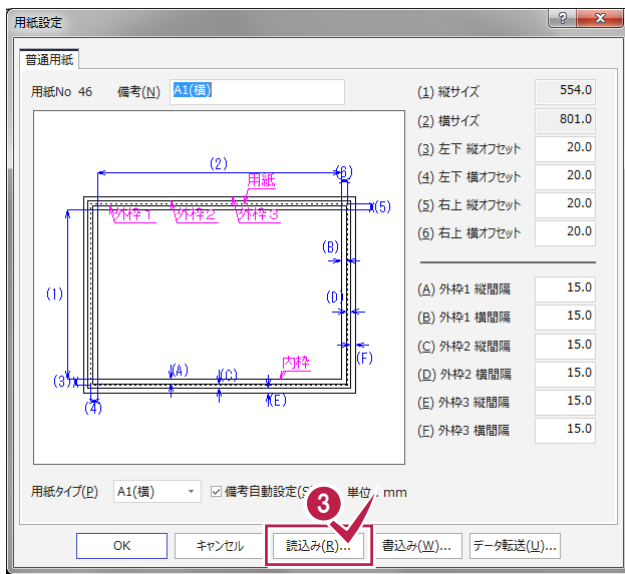 用紙設定
普通用紙
用紙No 46 備考(N) A1(横)
(1) 縦サイズ 554.0
(2) 横サイズ 801.0
(3) 左下 縦オフセット 20.0
(4) 左下 横オフセット 20.0
(5) 右上 縦オフセット 20.0
(6) 右上 横オフセット 20.0
(A) 外枠1 縦間隔 15.0
(B) 外枠1 横間隔 15.0
(C) 外枠2 縦間隔 15.0
(D) 外枠2 横間隔 15.0
(E) 外枠3 縦間隔 15.0
(F) 外枠3 横間隔 15.0
(2)
(6)
用紙
外枠1 外枠2 外枠3
(5)
(B)
(1)
(D)
(F)
内枠
(A) (C)
(3)
(E)
(4)
用紙タイプ(P) A1(横) 備考自動設定(S) 単位 : mm
3
OK キャンセル 読込み(R)... 書込み(W)... データ転送(U)...